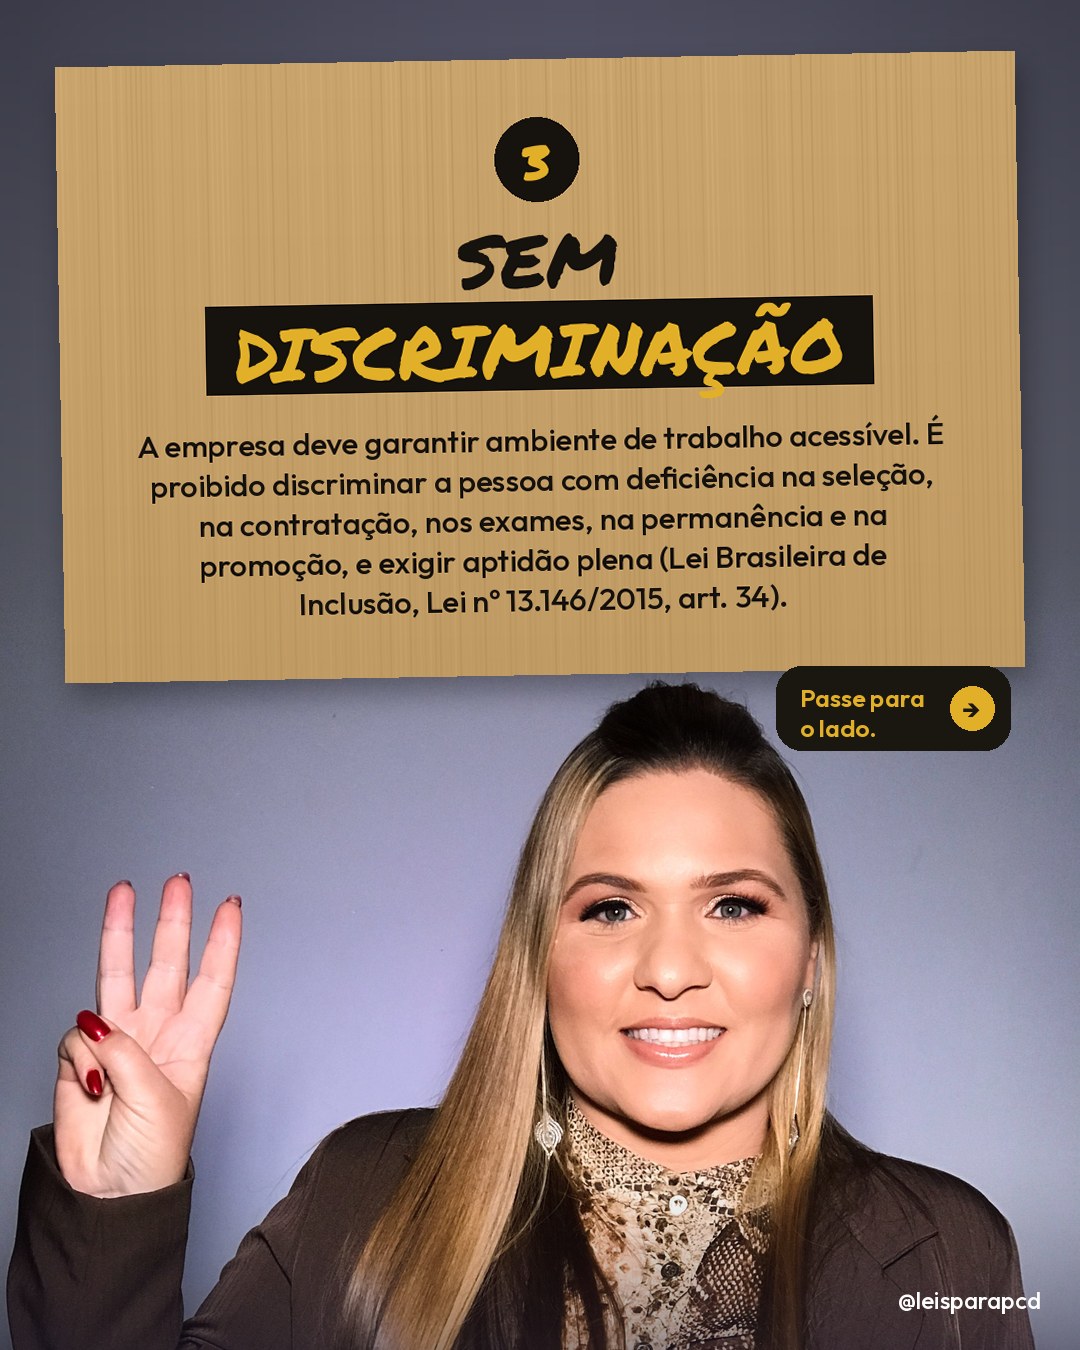 3
SEM
DISCRIMINAÇÃO
A empresa deve garantir ambiente de trabalho acessível. É
proibido discriminar a pessoa com deficiência na seleção,
na contratação, nos exames, na permanência e na
promoção, e exigir aptidão plena (Lei Brasileira de
Inclusão, Lei nº 13.146/2015, art. 34).
Passe para
o lado.
@leisparapcd